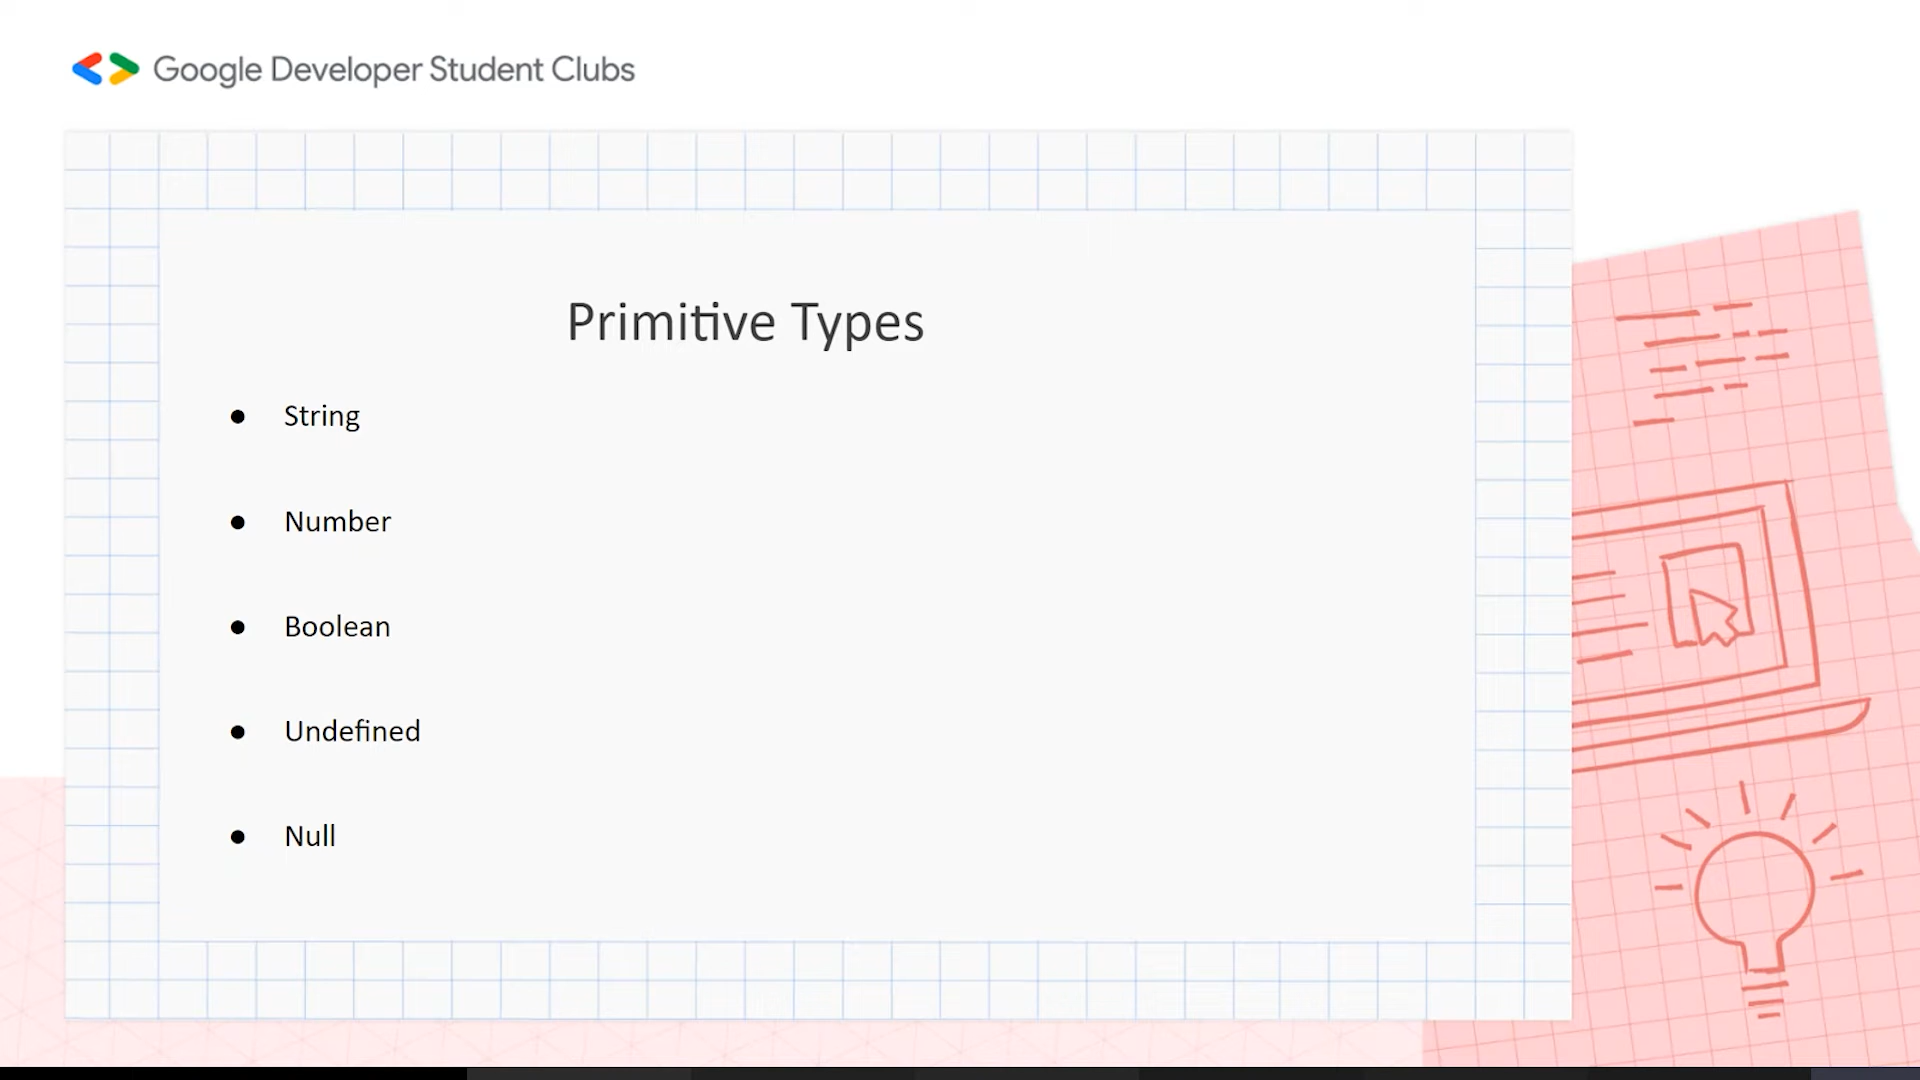 Google Developer Student Clubs
Primitive Types
● String
● Number
● Boolean
● Undefined
● Null